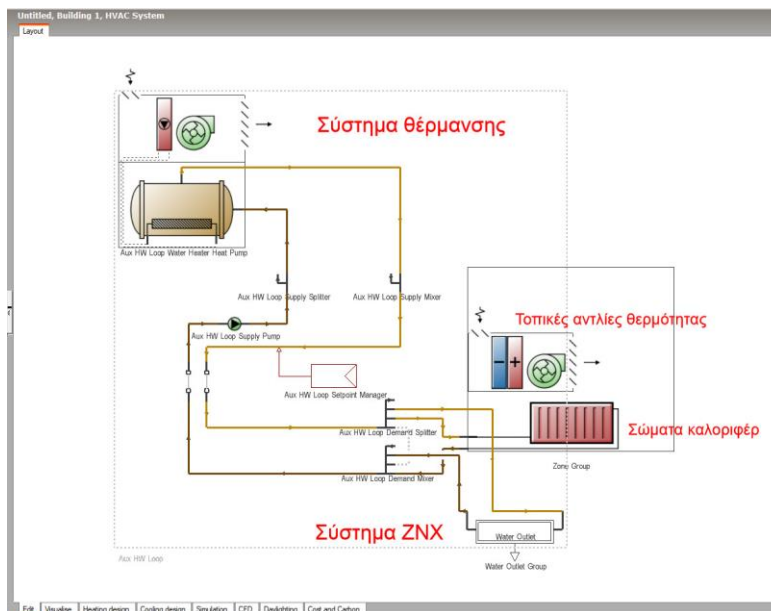 Untitled, Building 1, HVAC System
Layout
Σύστημα θέρμανσης
Aux HW Loop Water Heater Heat Pump
Aux HW Loop Supply Splitter
Aux HW Loop Supply Mixer
Τοπικές αντλίες θερμότητας
Aux HW Loop Supply Pump
Aux HW Loop Setpoint Manager
Aux HW Loop Demand Splitter
Σώματα καλοριφέρ
Zone Group
Aux HW Loop Demand Mixer
Σύστημα ΖΝΧ
Water Outlet
Aux HW Loop
Water Outlet Group
Edit Visualise Heating design Cooling design Simulation CFD Daylighting Cost and Carbon